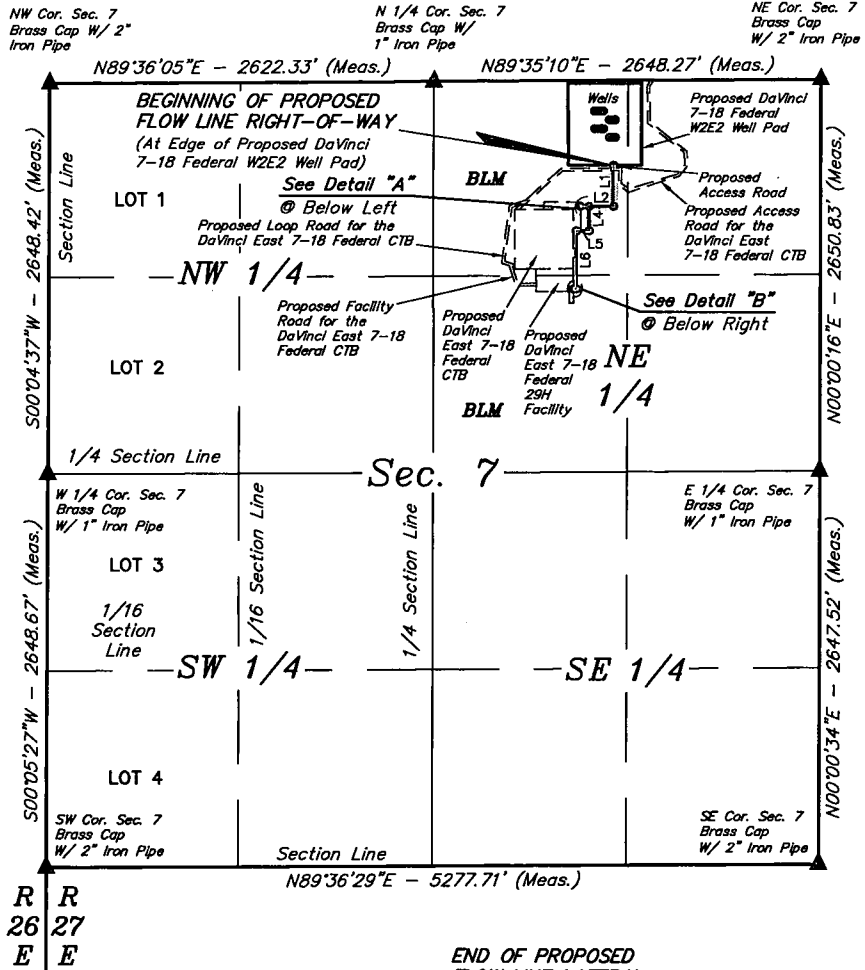 NW Cor. Sec. 7
Brass Cap W/ 2"
Iron Pipe
N 1/4 Cor. Sec. 7
Brass Cap W/
1" Iron Pipe
NE Cor. Sec. 7
Brass Cap
W/ 2" Iron Pipe
N89°36'05"E - 2622.33' (Meas.)
N89°35'10"E - 2648.27' (Meas.)
BEGINNING OF PROPOSED
FLOW LINE RIGHT-OF-WAY
(At Edge of Proposed DaVinci
7-18 Federal W2E2 Well Pad)
Wells
Proposed DaVinci
7-18 Federal
W2E2 Well Pad
S00°04'37"W - 2648.42' (Meas.)
Section Line
LOT 1
See Detail "A"
@ Below Left
BLM
L1
L2
L4
L5
L6
Proposed
Access Road
Proposed Access
Road for the
DaVinci East
7-18 Federal CTB
N00°00'16"E - 2650.83' (Meas.)
Proposed Loop Road for the
DaVinci East 7-18 Federal CTB
NW 1/4
Proposed Facility
Road for the
DaVinci East 7-18
Federal CTB
Proposed
DaVinci
East 7-18
Federal
CTB
Proposed
DaVinci
East 7-18
Federal
29H
Facility
See Detail "B"
@ Below Right
NE
1/4
LOT 2
BLM
1/4 Section Line
Sec. 7
W 1/4 Cor. Sec. 7
Brass Cap
W/ 1" Iron Pipe
E 1/4 Cor. Sec. 7
Brass Cap
W/ 1" Iron Pipe
S00°05'27"W - 2648.67' (Meas.)
LOT 3
1/16
Section
Line
1/16 Section Line
1/4 Section Line
N00°00'34"E - 2647.52' (Meas.)
SW 1/4
SE 1/4
LOT 4
SW Cor. Sec. 7
Brass Cap
W/ 2" Iron Pipe
SE Cor. Sec. 7
Brass Cap
W/ 2" Iron Pipe
Section Line
N89°36'29"E - 5277.71' (Meas.)
R R
26 27
E E
END OF PROPOSED